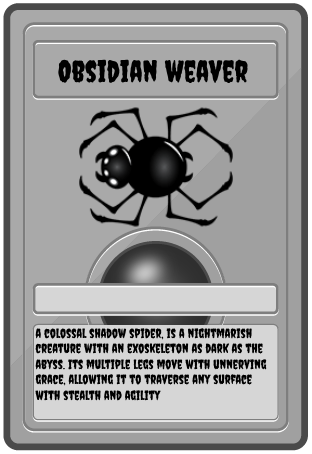 OBSIDIAN WEAVER
A COLOSSAL SHADOW SPIDER, IS A NIGHTMARISH
CREATURE WITH AN EXOSKELETON AS DARK AS THE
ABYSS. ITS MULTIPLE LEGS MOVE WITH UNNERVING
GRACE, ALLOWING IT TO TRAVERSE ANY SURFACE
WITH STEALTH AND AGILITY